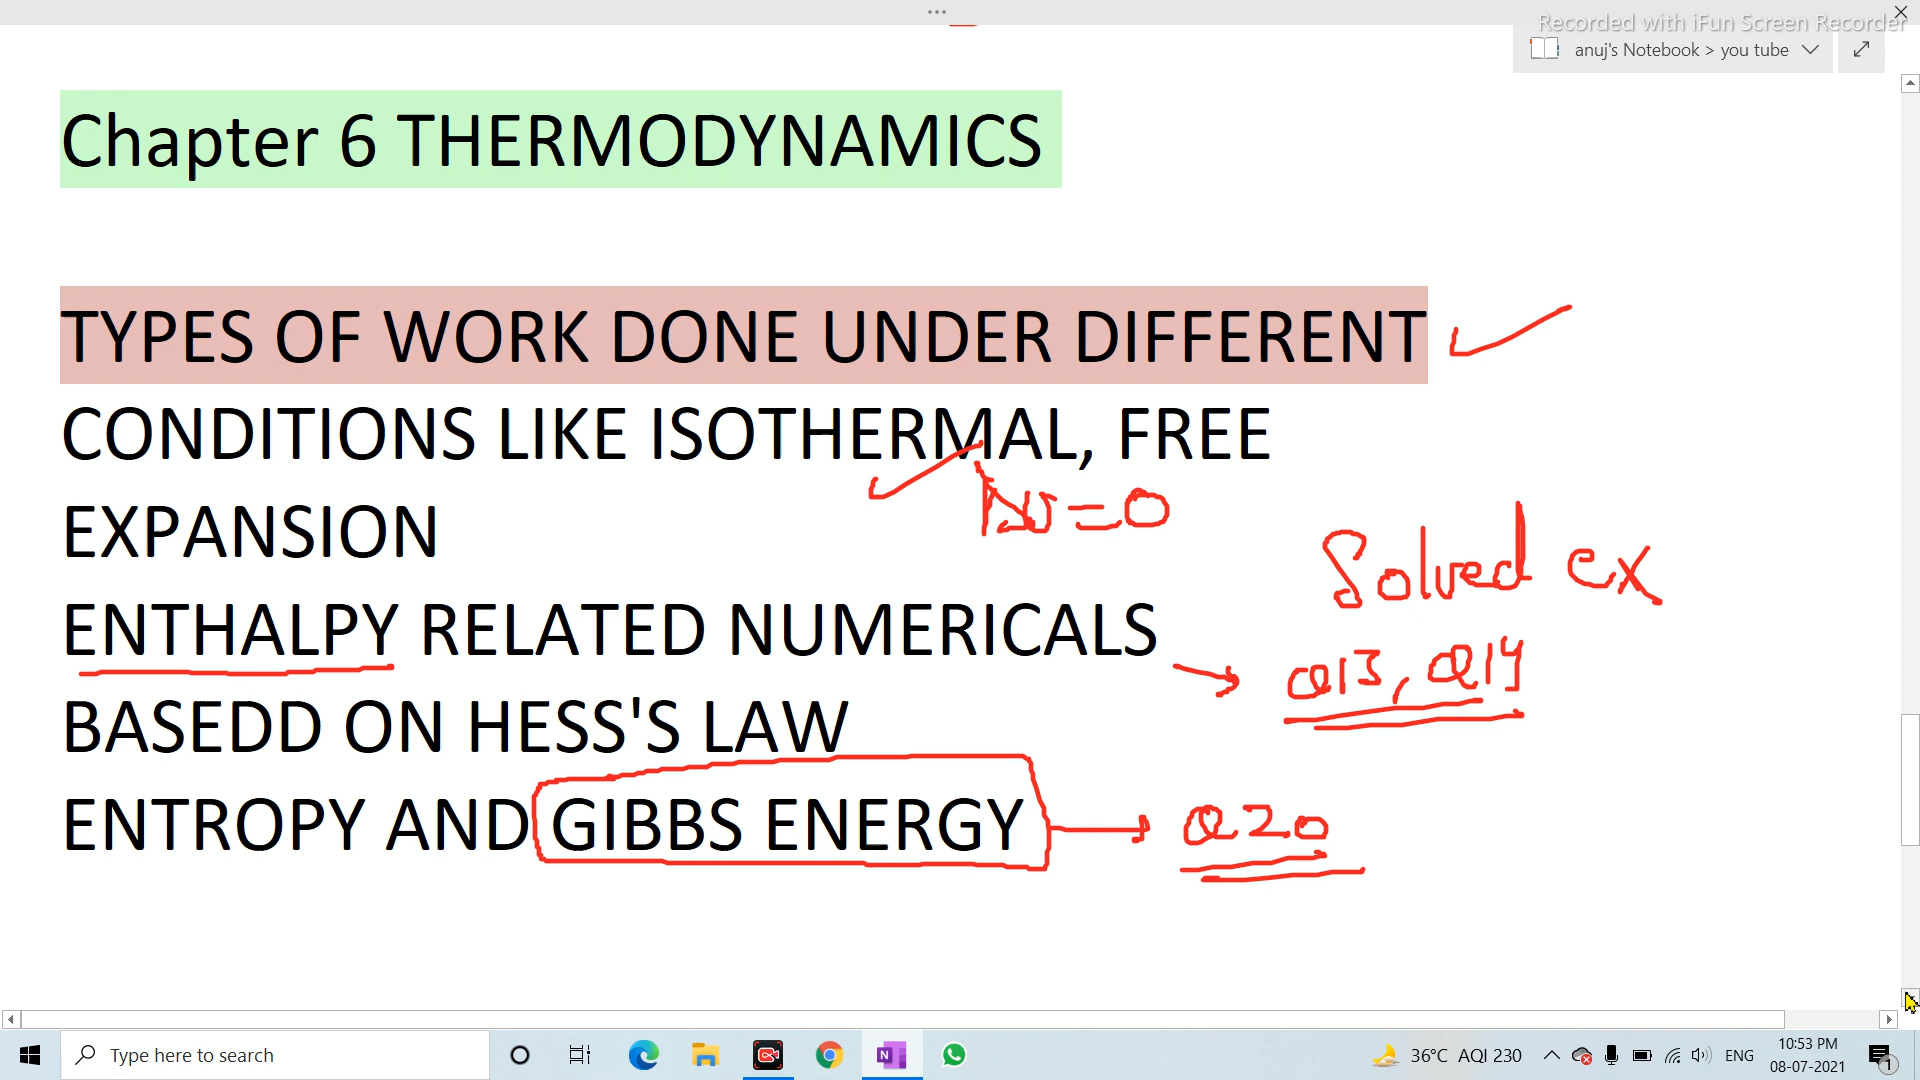 Recorded with iFun Screen Recorder
anuj's Notebook > you tube
Chapter 6 THERMODYNAMICS
TYPES OF WORK DONE UNDER DIFFERENT
CONDITIONS LIKE ISOTHERMAL, FREE
EXPANSION
=0
Solved ex
ENTHALPY RELATED NUMERICALS
Q13, Q14
BASEDD ON HESS'S LAW
ENTROPY AND GIBBS ENERGY
Q20
Type here to search
36°C AQI 230
ENG
10:53 PM
08-07-2021
1